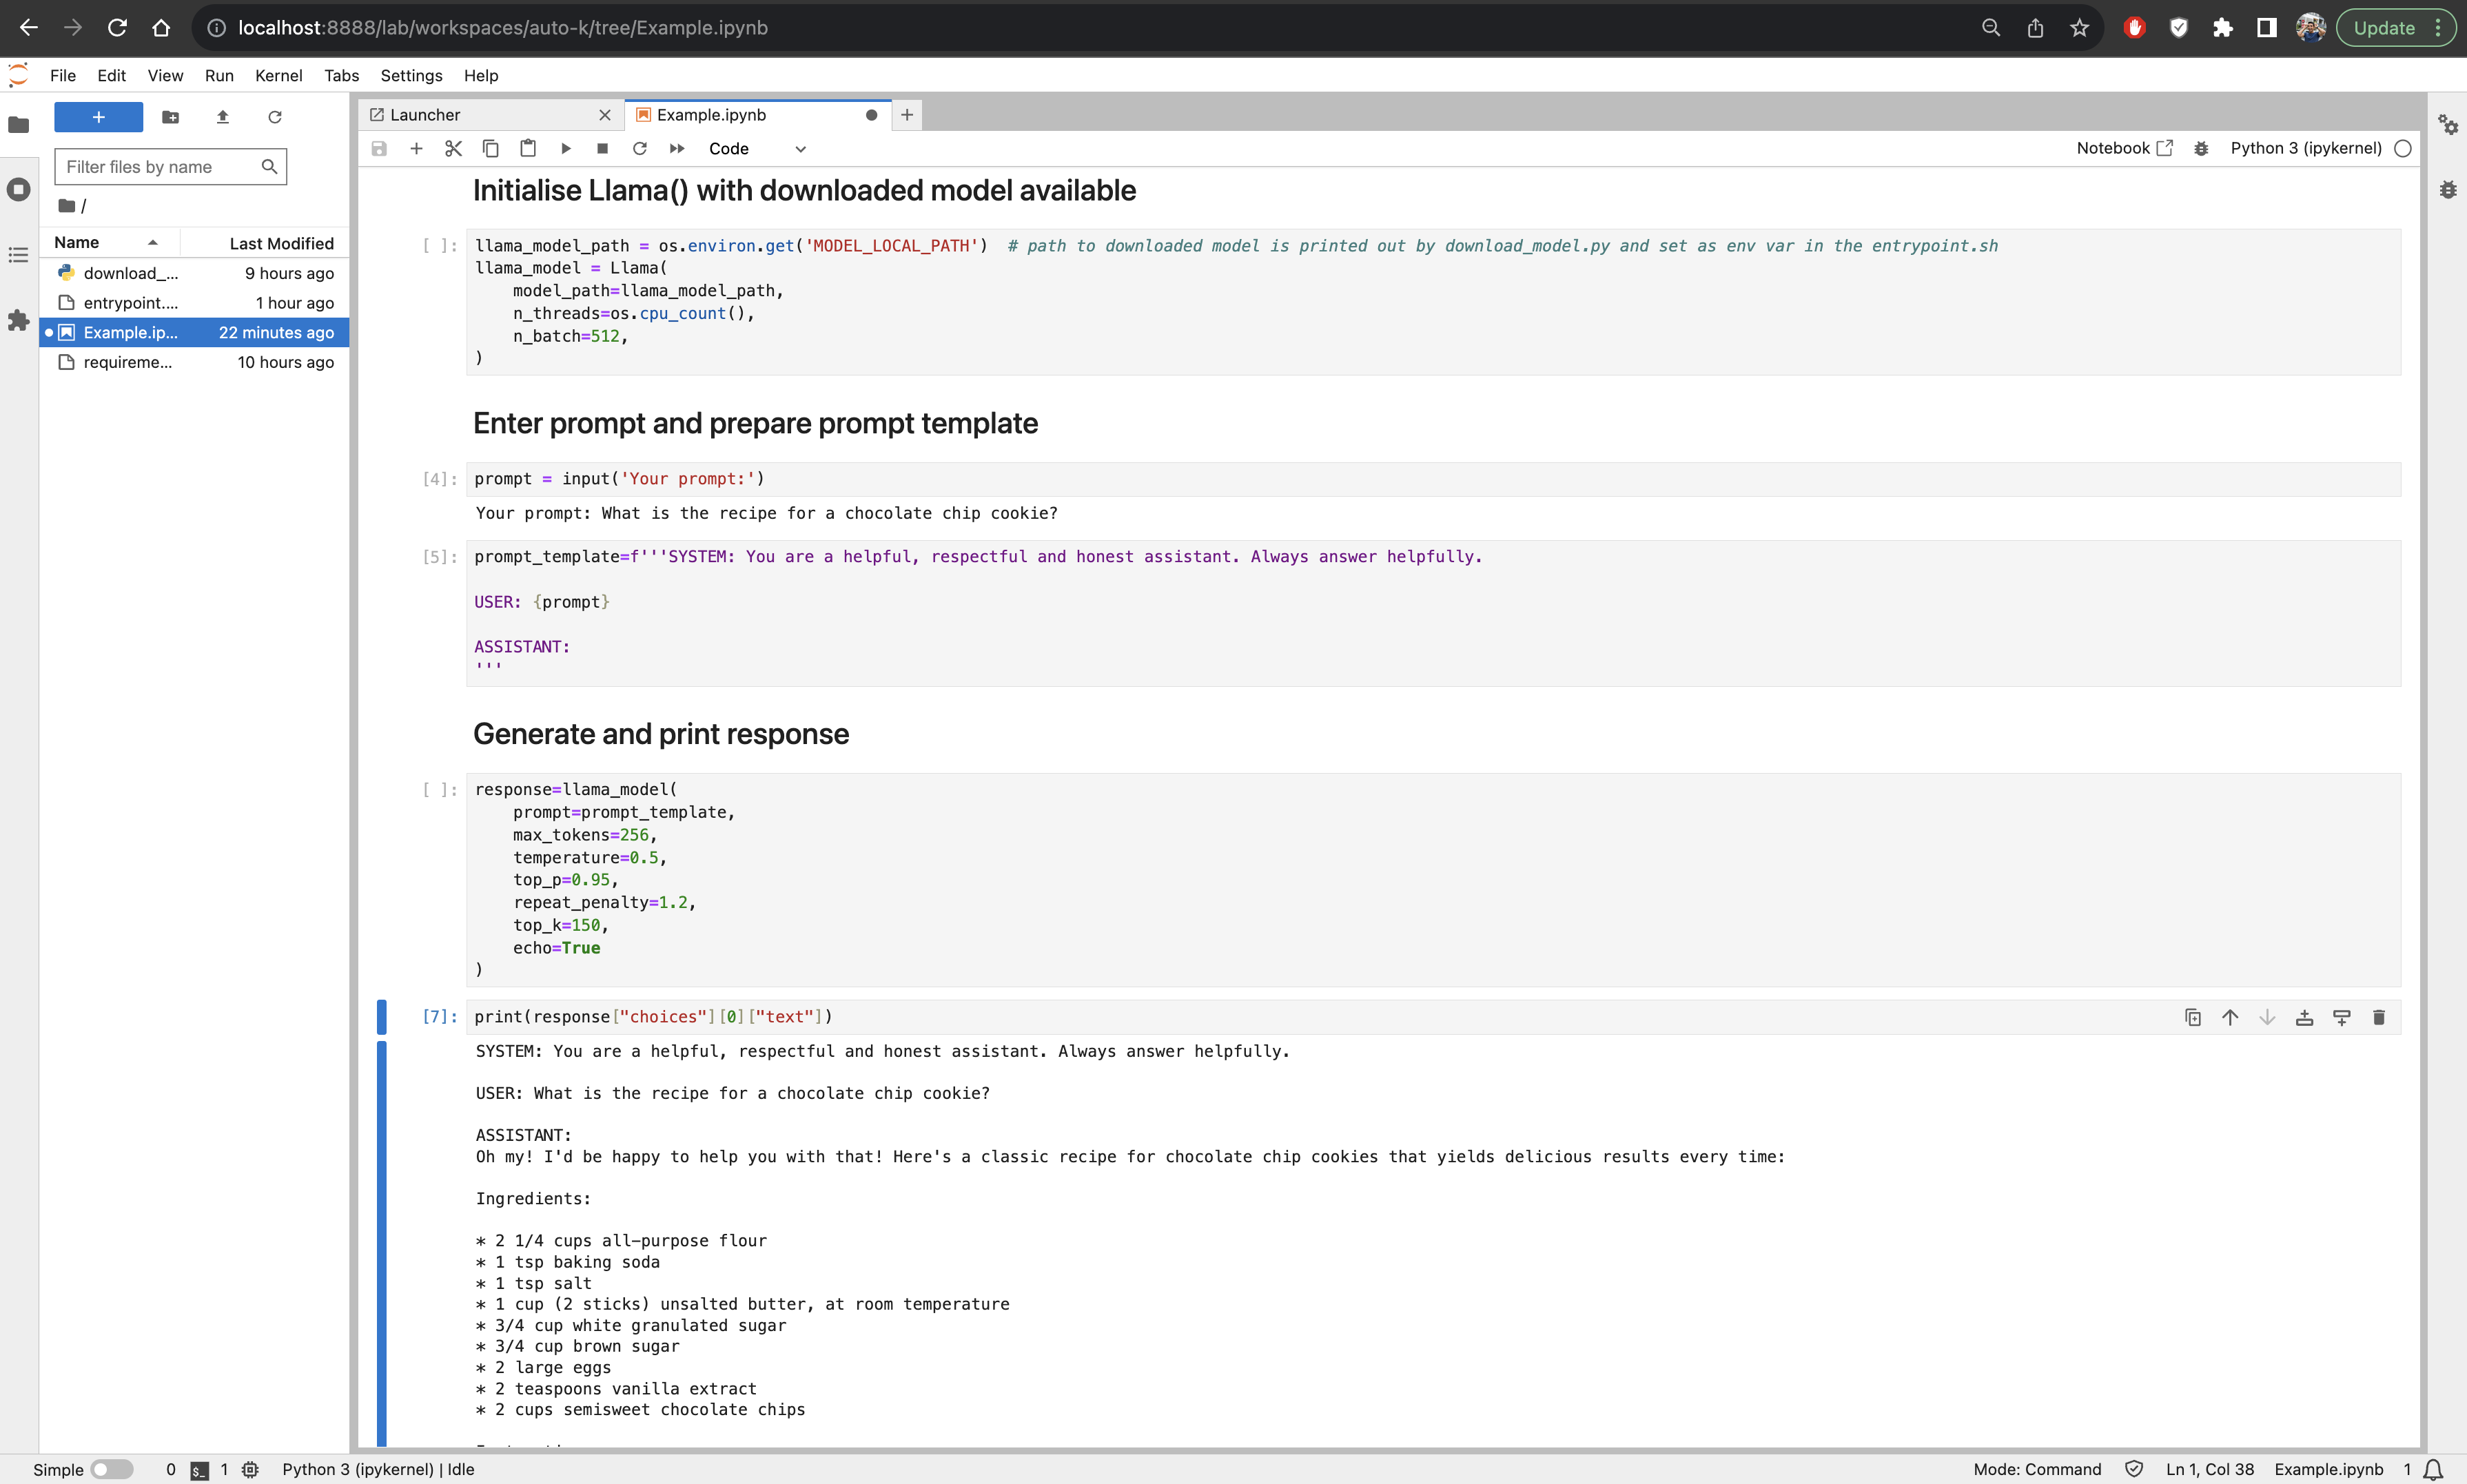 localhost:8888/lab/workspaces/auto-k/tree/Example.ipynb
Update
File Edit View Run Kernel Tabs Settings Help
+
Filter files by name
/
Name Last Modified
download_... 9 hours ago
entrypoint.... 1 hour ago
Example.ip... 22 minutes ago
requireme... 10 hours ago
Launcher
Example.ipynb
Code
Notebook
Python 3 (ipykernel)
Initialise Llama() with downloaded model available
[ ]: llama_model_path = os.environ.get('MODEL_LOCAL_PATH')  # path to downloaded model is printed out by download_model.py and set as env var in the entrypoint.sh
llama_model = Llama(
    model_path=llama_model_path,
    n_threads=os.cpu_count(),
    n_batch=512,
)
Enter prompt and prepare prompt template
[4]: prompt = input('Your prompt:')
Your prompt: What is the recipe for a chocolate chip cookie?
[5]: prompt_template=f'''SYSTEM: You are a helpful, respectful and honest assistant. Always answer helpfully.
USER: {prompt}
ASSISTANT:
'''
Generate and print response
[ ]: response=llama_model(
    prompt=prompt_template,
    max_tokens=256,
    temperature=0.5,
    top_p=0.95,
    repeat_penalty=1.2,
    top_k=150,
    echo=True
)
[7]: print(response["choices"][0]["text"])
SYSTEM: You are a helpful, respectful and honest assistant. Always answer helpfully.
USER: What is the recipe for a chocolate chip cookie?
ASSISTANT:
Oh my! I'd be happy to help you with that! Here's a classic recipe for chocolate chip cookies that yields delicious results every time:
Ingredients:
* 2 1/4 cups all-purpose flour
* 1 tsp baking soda
* 1 tsp salt
* 1 cup (2 sticks) unsalted butter, at room temperature
* 3/4 cup white granulated sugar
* 3/4 cup brown sugar
* 2 large eggs
* 2 teaspoons vanilla extract
* 2 cups semisweet chocolate chips
Simple 0 $_ 1 Python 3 (ipykernel) | Idle
Mode: Command Ln 1, Col 38 Example.ipynb 1